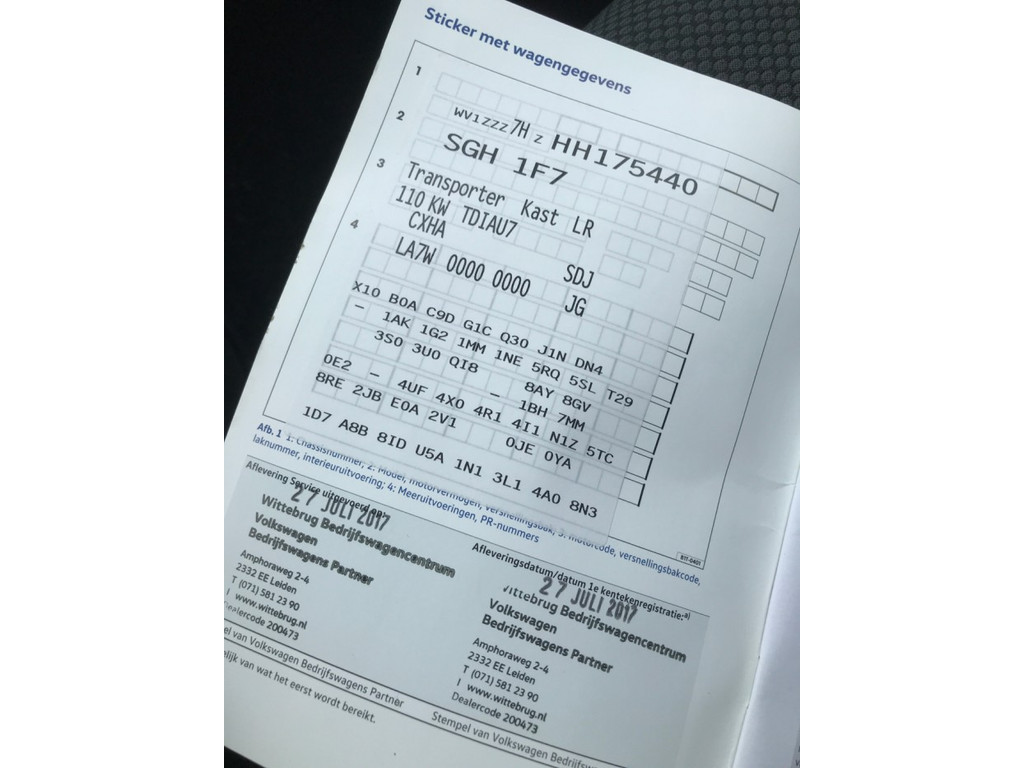 Sticker met wagengegevens
1
WV1ZZZ7HZ HH175440
2
SGH 1F7
3
Transporter Kast LR
110 KW TDIAU7
CXHA SDJ
4
LA7W 0000 0000 JG
X10 B0A C9D G1C Q30 J1N DN4
- 1AK 1G2 1MM 1NE 5RQ 5SL T29
3S0 3U0 QI8 - 8AY 8GV
0E2 - 4UF 4X0 4R1 4I1 N1Z 5TC
- 1BH 7MM
8RE 2JB E0A 2V1 0JE 0YA
1D7 A8B 8ID U5A 1N1 3L1 4A0 8N3
Afb. 1 1: Chassisnummer; 2: Model, motorvermogen, versnellingsbak; 3: motorcode, versnellingsbakcode,
laknummer, interieuruitvoering; 4: Meeruitvoeringen, PR-nummers
Aflevering Service uitgevoerd op:
27 JULI 2017
Wittebrug Bedrijfswagencentrum
Volkswagen
Bedrijfswagens Partner
Amphoraweg 2-4
2332 EE Leiden
T (071) 581 23 90
I www.wittebrug.nl
Dealercode 200473
Afleveringsdatum/datum 1e kentekenregistratie:a)
27 JULI 2017
Wittebrug Bedrijfswagencentrum
Volkswagen
Bedrijfswagens Partner
Amphoraweg 2-4
2332 EE Leiden
T (071) 581 23 90
I www.wittebrug.nl
Dealercode 200473
van Volkswagen Bedrijfswagens Partner
Stempel van Volkswagen Bedrijfswagens
van wat het eerst wordt bereikt.